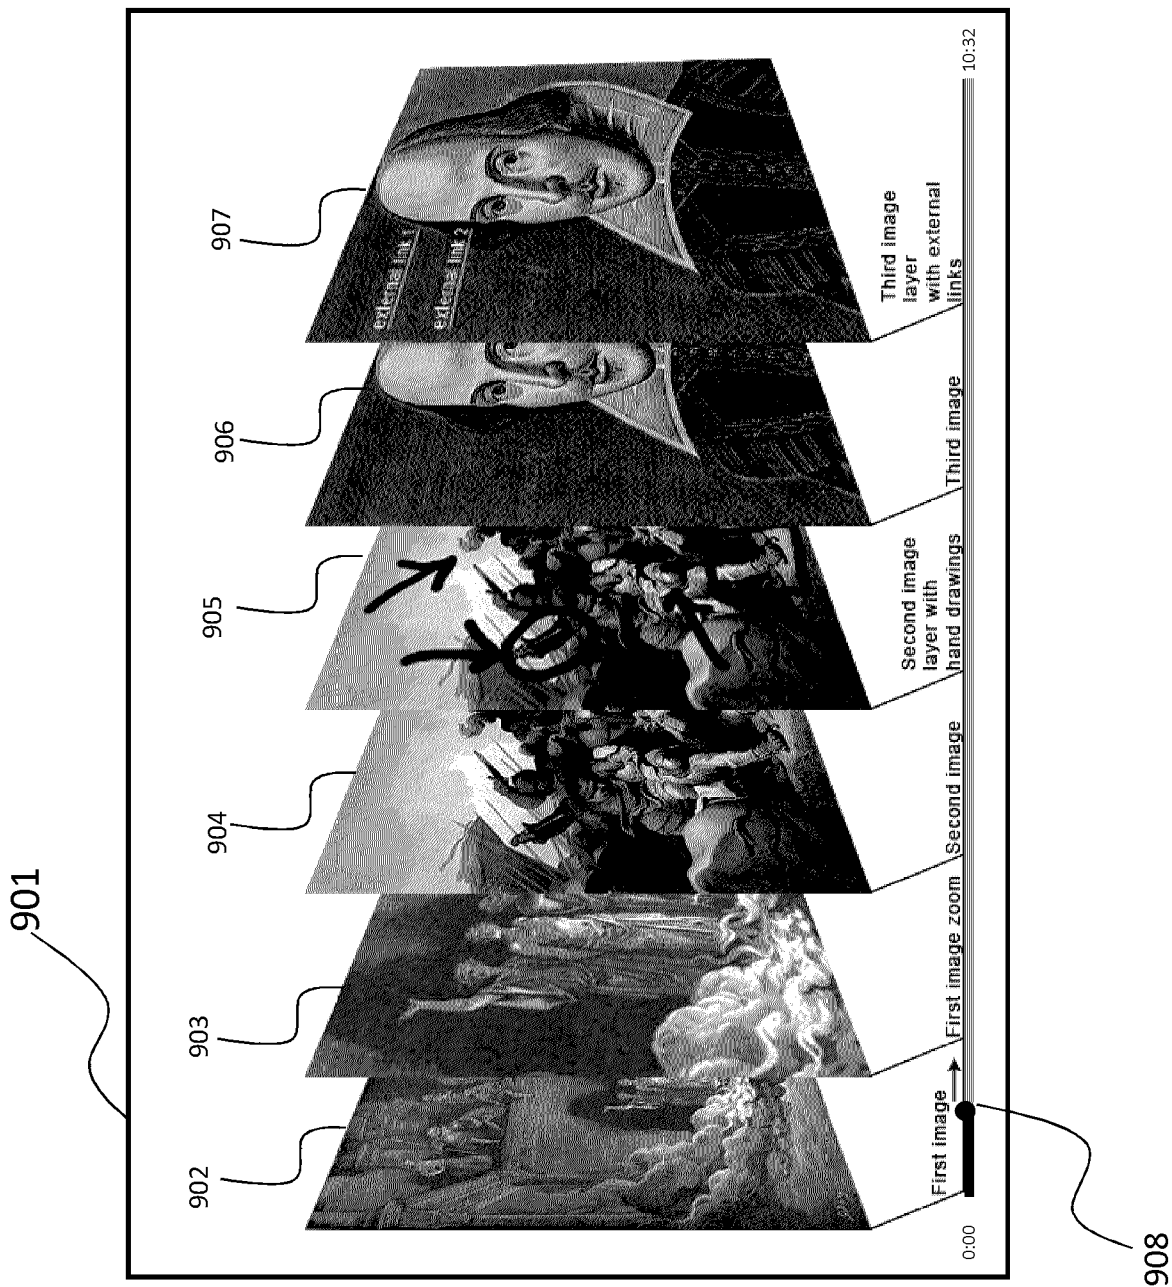 901
902
903
904
905
906
907
external link 1
external link 2
First image
First image zoom
Second image
Second image
layer with
hand drawings
Third image
Third image
layer
with external
links
0:00
10:32
908